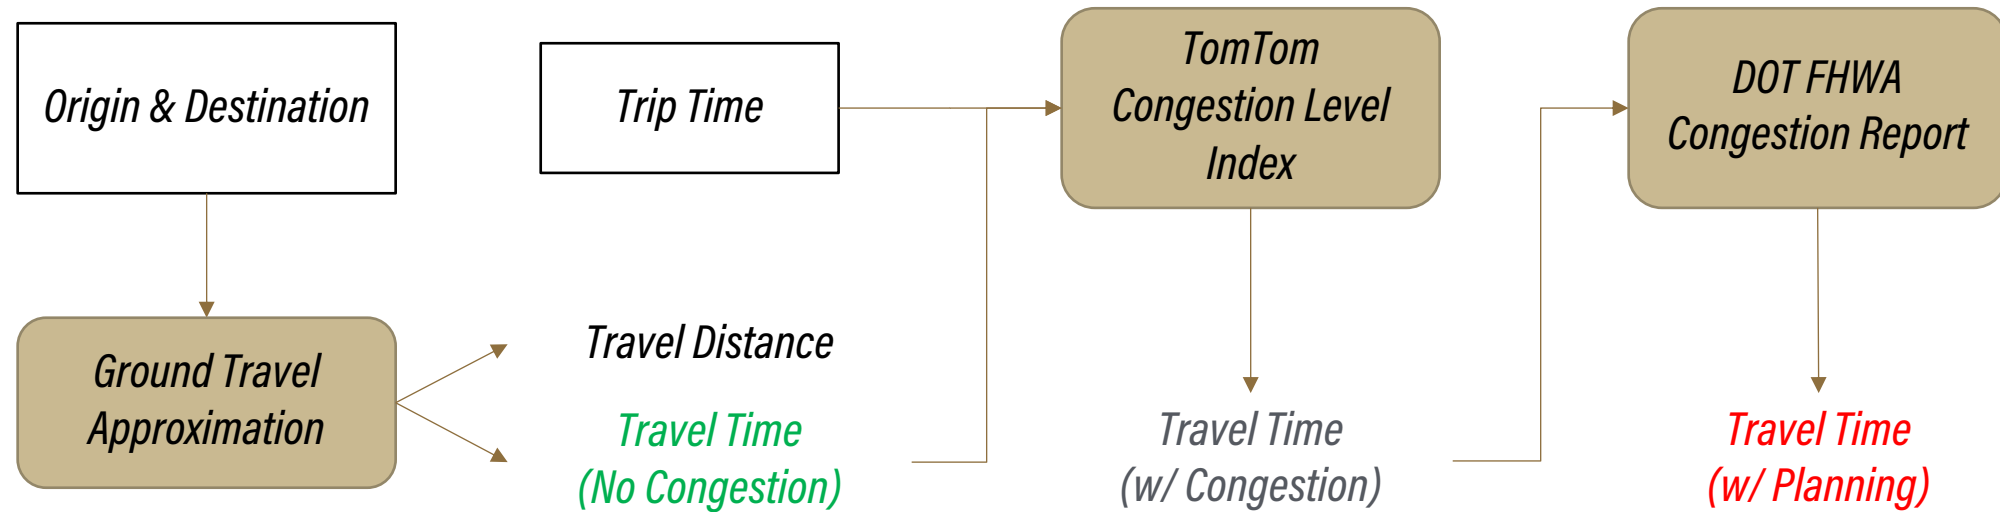 Origin & Destination
Trip Time
TomTom
Congestion Level
Index
DOT FHWA
Congestion Report
Ground Travel
Approximation
Travel Distance
Travel Time
(No Congestion)
Travel Time
(w/ Congestion)
Travel Time
(w/ Planning)